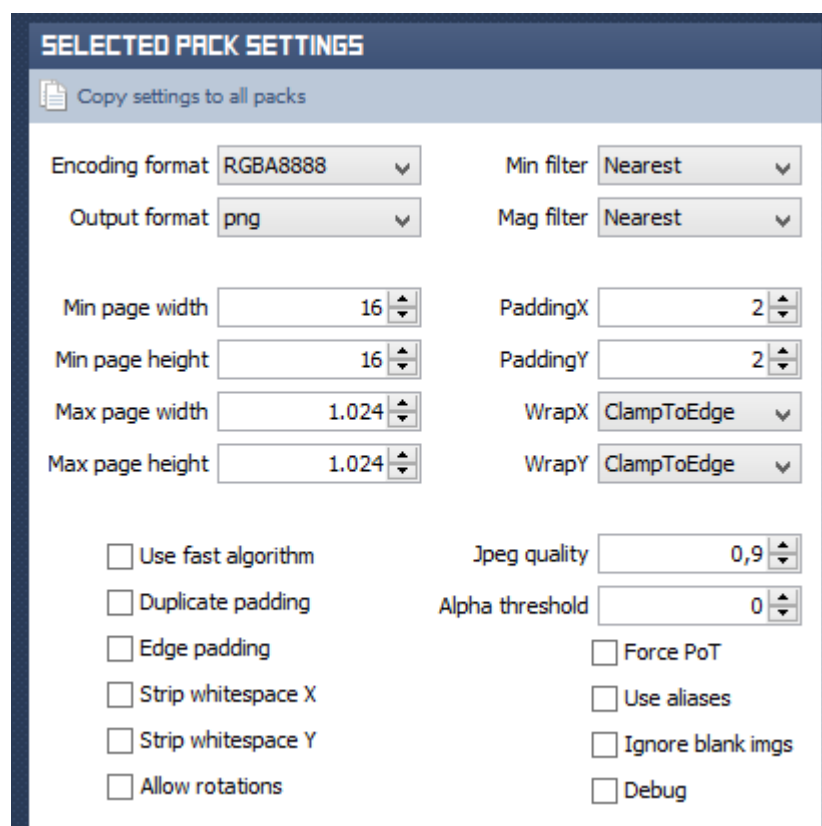 SELECTED PACK SETTINGS
Copy settings to all packs
Encoding format RGBA8888 Min filter Nearest
Output format png Mag filter Nearest
Min page width 16 PaddingX 2
Min page height 16 PaddingY 2
Max page width 1.024 WrapX ClampToEdge
Max page height 1.024 WrapY ClampToEdge
Use fast algorithm Jpeg quality 0,9
Duplicate padding Alpha threshold 0
Edge padding Force PoT
Strip whitespace X Use aliases
Strip whitespace Y Ignore blank imgs
Allow rotations Debug